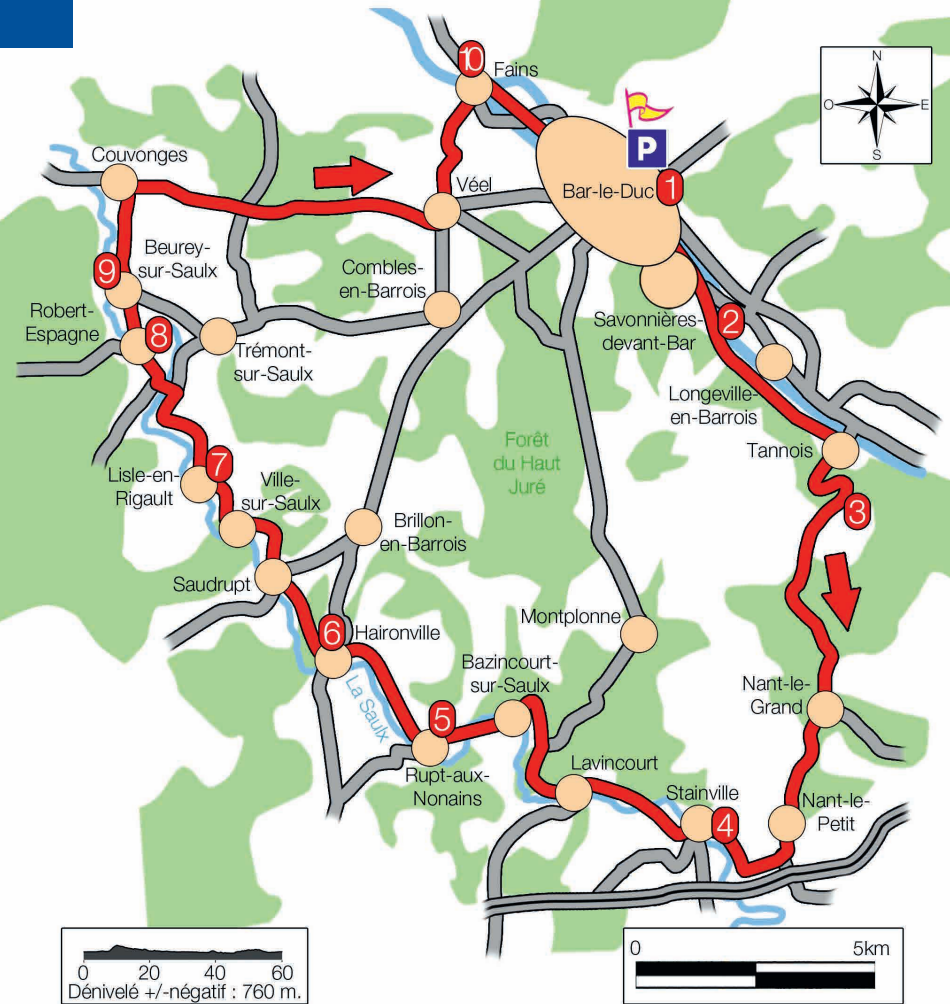 10
Fains
N
O
E
S
P
Couvonges
Véel
Bar-le-Duc
1
Beurey-
sur-Saulx
9
Combles-
en-Barrois
Robert-
Espagne
8
Trémont-
sur-Saulx
Savonnières-
devant-Bar
2
Longeville-
en-Barrois
Tannois
Forêt
du Haut
Juré
3
Lisle-en-
Rigault
7
Ville-
sur-Saulx
Brillon-
en-Barrois
Saudrupt
Montplonne
6
Haironville
La Saulx
Bazincourt-
sur-Saulx
Nant-le-
Grand
5
Rupt-aux-
Nonains
Lavincourt
Stainville
4
Nant-le-
Petit
0
20
40
60
Dénivelé +/-négatif : 760 m.
0
5km